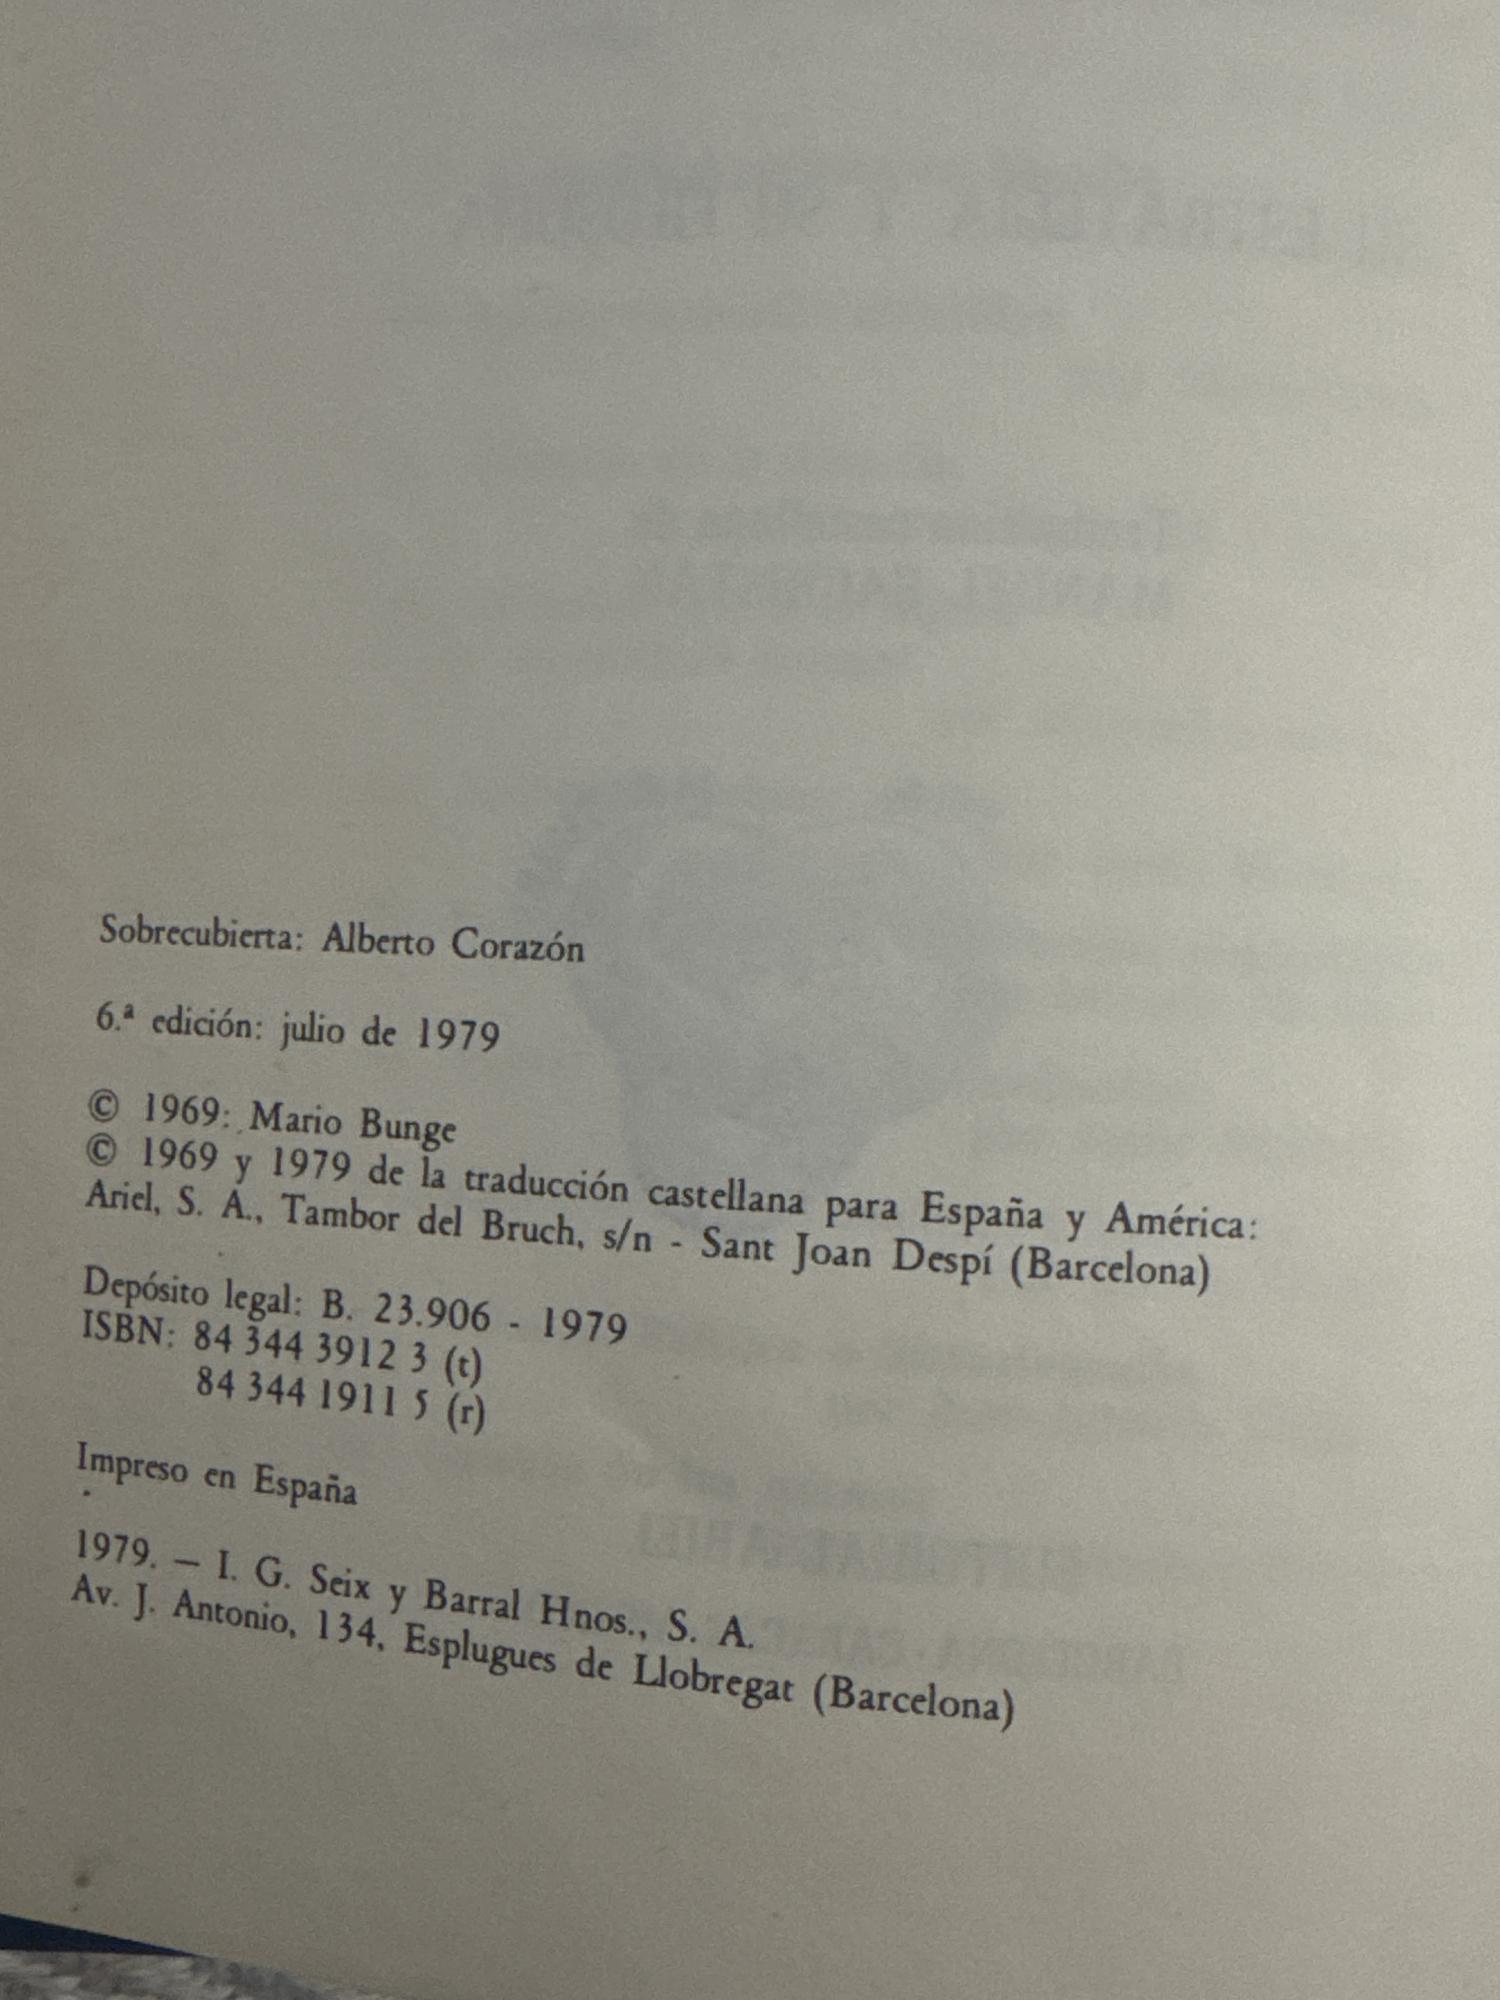 Sobrecubierta: Alberto Corazón
6.ª edición: julio de 1979
© 1969: Mario Bunge
© 1969 y 1979 de la traducción castellana para España y América:
Ariel, S. A., Tambor del Bruch, s/n - Sant Joan Despí (Barcelona)
Depósito legal: B. 23.906 - 1979
ISBN: 84 344 3912 3 (t)
84 344 1911 5 (r)
Impreso en España
1979. – I. G. Seix y Barral Hnos., S. A.
Av. J. Antonio, 134, Esplugues de Llobregat (Barcelona)